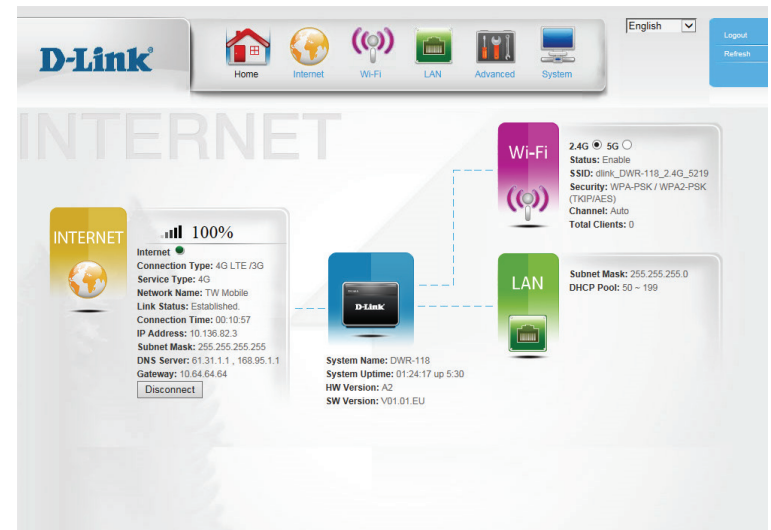 D-Link®
Home
Internet
Wi-Fi
LAN
Advanced
System
English
Logout
Refresh
INTERNET
INTERNET
100%
Internet
Connection Type: 4G LTE /3G
Service Type: 4G
Network Name: TW Mobile
Link Status: Established.
Connection Time: 00:10:57
IP Address: 10.136.82.3
Subnet Mask: 255.255.255.255
DNS Server: 61.31.1.1 , 168.95.1.1
Gateway: 10.64.64.64
Disconnect
D-Link
System Name: DWR-118
System Uptime: 01:24:17 up 5:30
HW Version: A2
SW Version: V01.01.EU
Wi-Fi
2.4G 5G
Status: Enable
SSID: dlink_DWR-118_2.4G_5219
Security: WPA-PSK / WPA2-PSK
(TKIP/AES)
Channel: Auto
Total Clients: 0
LAN
Subnet Mask: 255.255.255.0
DHCP Pool: 50 ~ 199